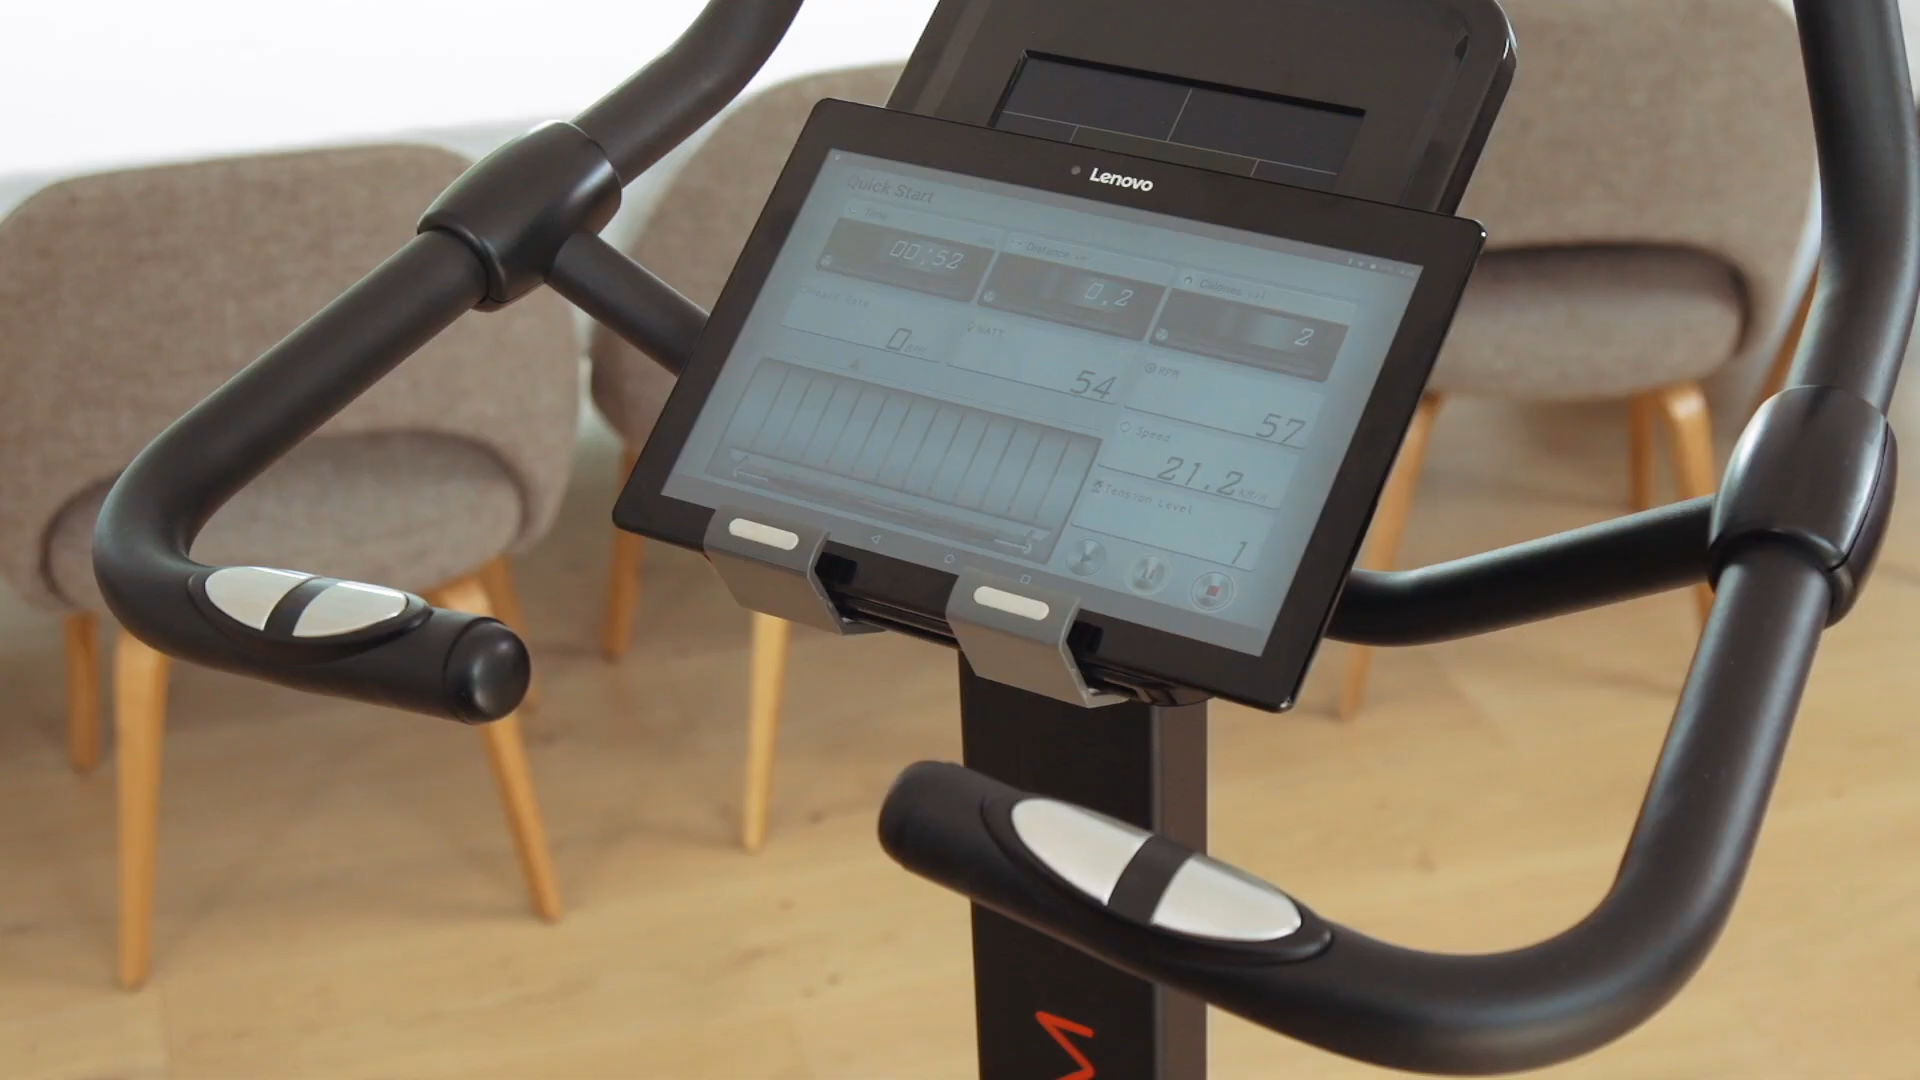 Lenovo
Quick Start
Time
00:52
Distance
0.2
Calories
2
Heart Rate
0
WATT
54
RPM
57
Speed
21.2 KM/H
Tension Level
1